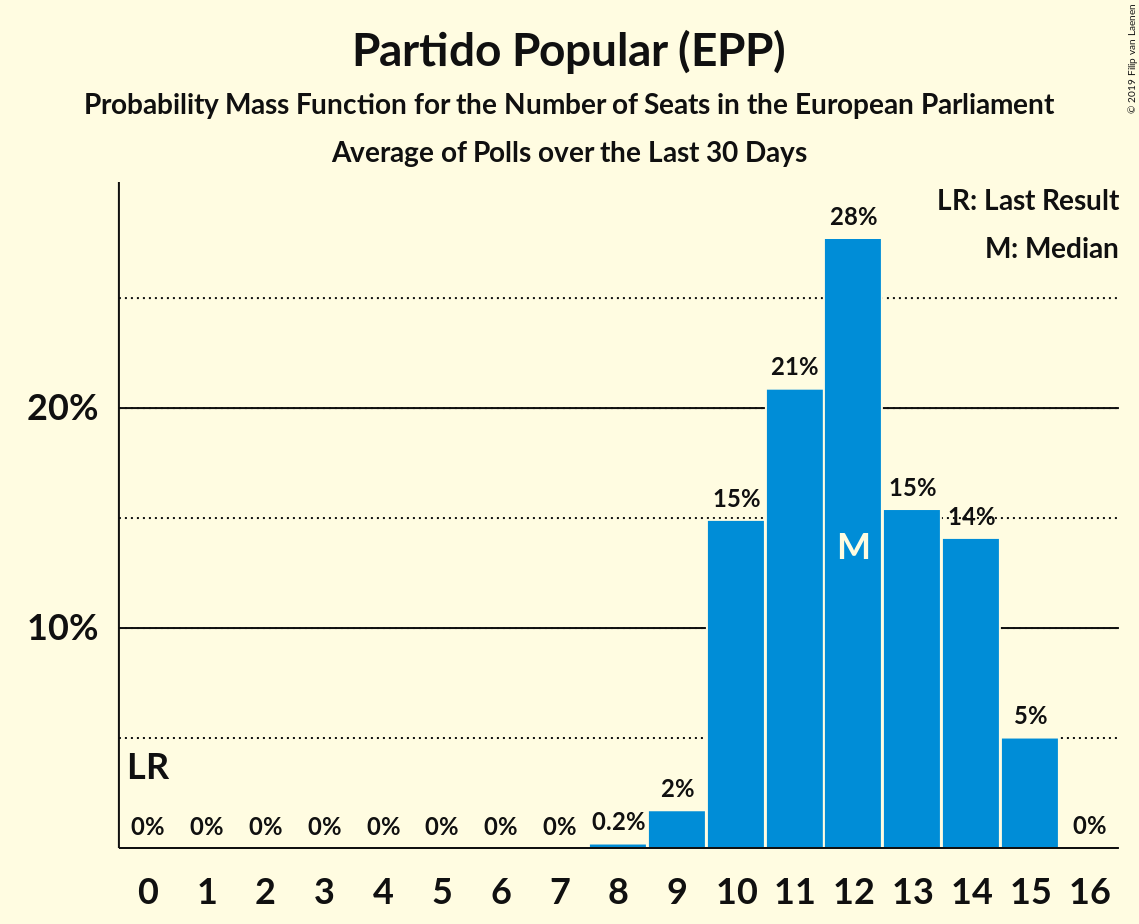 Partido Popular (EPP)
Probability Mass Function for the Number of Seats in the European Parliament
Average of Polls over the Last 30 Days
© 2019 Filip van Laenen
LR: Last Result
M: Median
28%
21%
20%
15%
15%
14%
M
10%
5%
LR
2%
0% 0% 0% 0% 0% 0% 0% 0% 0.2% 0%
0 1 2 3 4 5 6 7 8 9 10 11 12 13 14 15 16